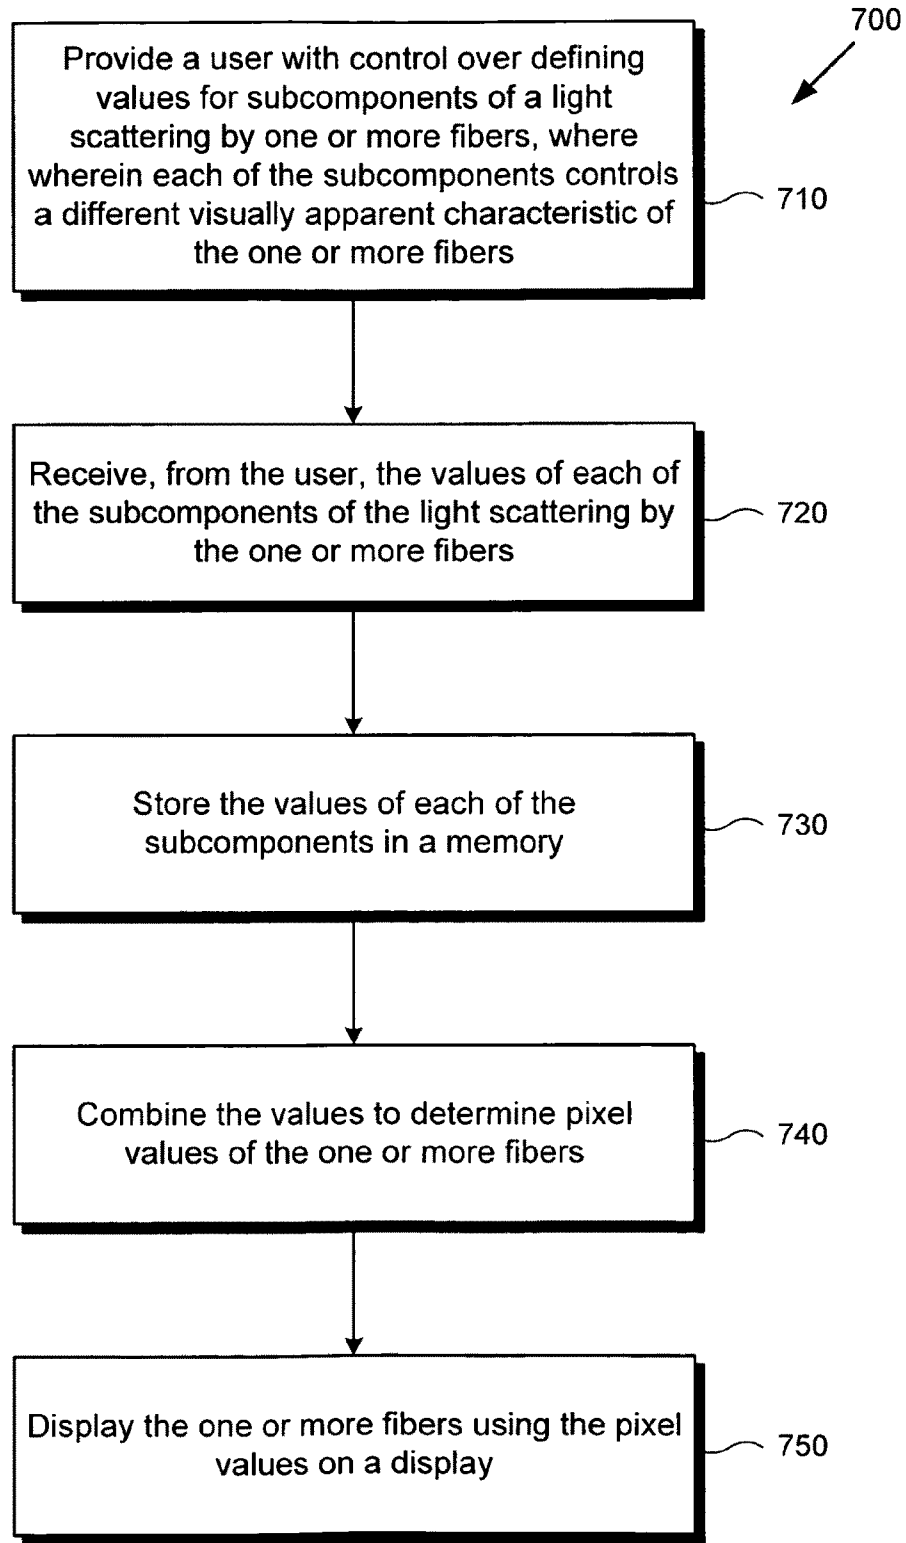 700
Provide a user with control over defining
values for subcomponents of a light
scattering by one or more fibers, where
wherein each of the subcomponents controls
a different visually apparent characteristic of
the one or more fibers
710
Receive, from the user, the values of each of
the subcomponents of the light scattering by
the one or more fibers
720
Store the values of each of the
subcomponents in a memory
730
Combine the values to determine pixel
values of the one or more fibers
740
Display the one or more fibers using the pixel
values on a display
750